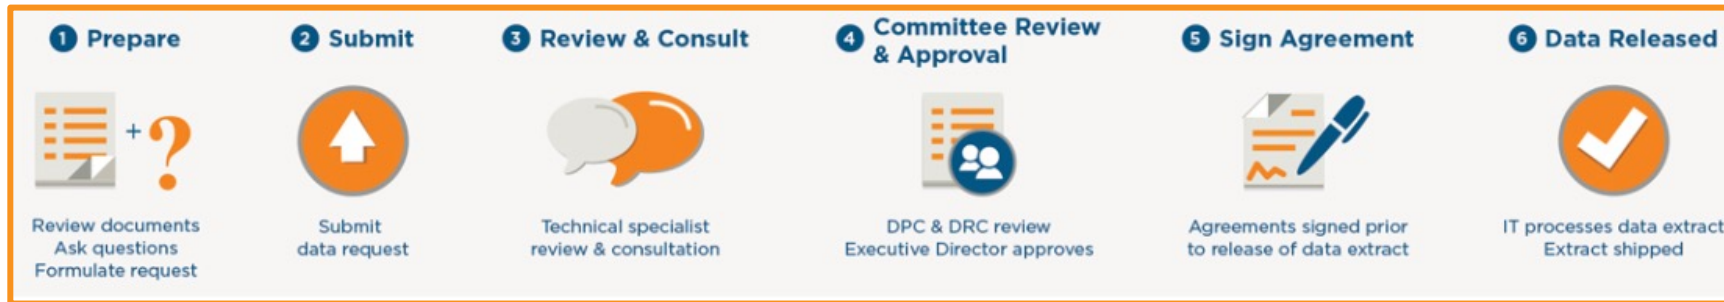 1 Prepare
Review documents
Ask questions
Formulate request
2 Submit
Submit
data request
3 Review & Consult
Technical specialist
review & consultation
4 Committee Review
& Approval
DPC & DRC review
Executive Director approves
5 Sign Agreement
Agreements signed prior
to release of data extract
6 Data Released
IT processes data extract
Extract shipped